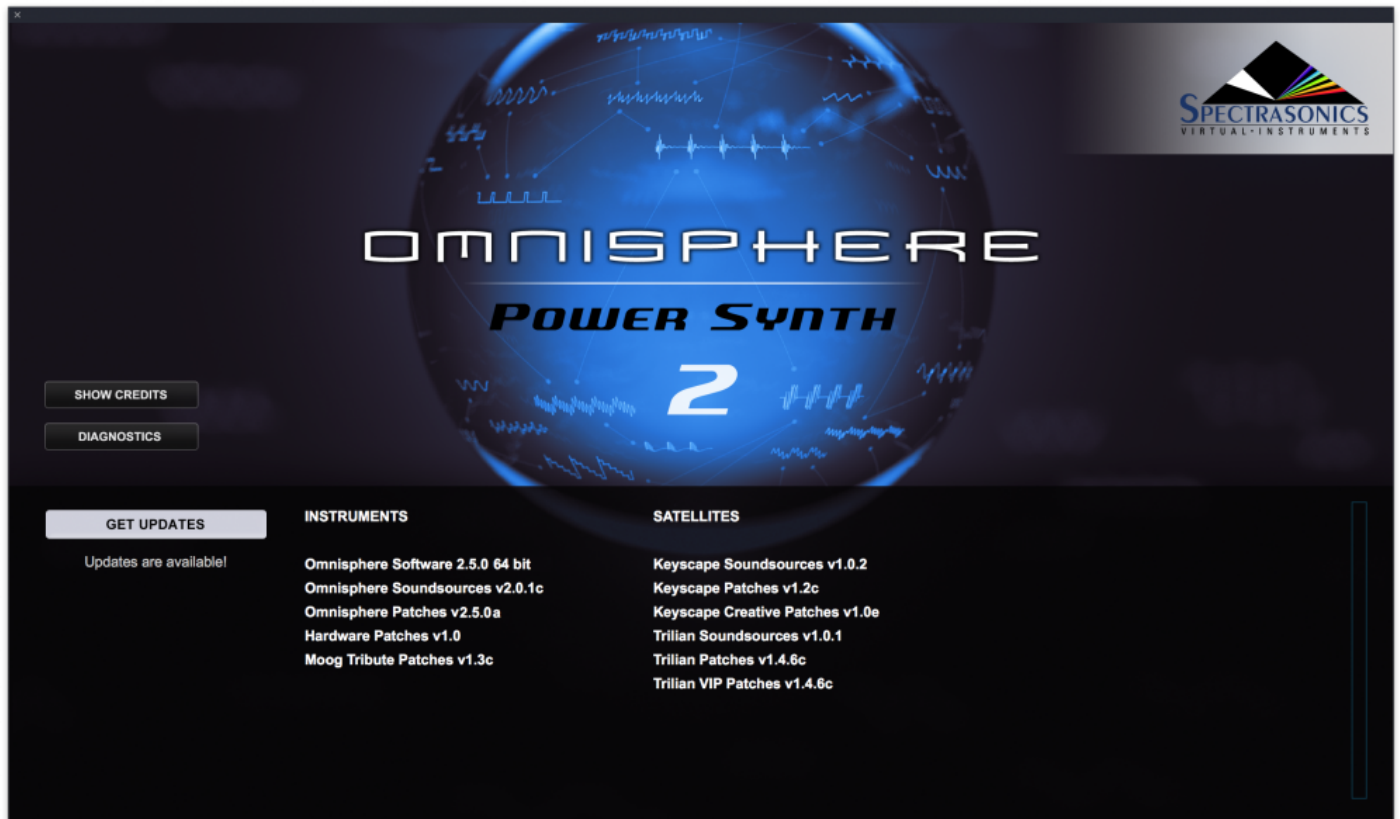 SPECTRASONICS
VIRTUAL•INSTRUMENTS
OMNISPHERE
POWER SYNTH
2
SHOW CREDITS
DIAGNOSTICS
GET UPDATES
Updates are available!
INSTRUMENTS
Omnisphere Software 2.5.0 64 bit
Omnisphere Soundsources v2.0.1c
Omnisphere Patches v2.5.0a
Hardware Patches v1.0
Moog Tribute Patches v1.3c
SATELLITES
Keyscape Soundsources v1.0.2
Keyscape Patches v1.2c
Keyscape Creative Patches v1.0e
Trilian Soundsources v1.0.1
Trilian Patches v1.4.6c
Trilian VIP Patches v1.4.6c